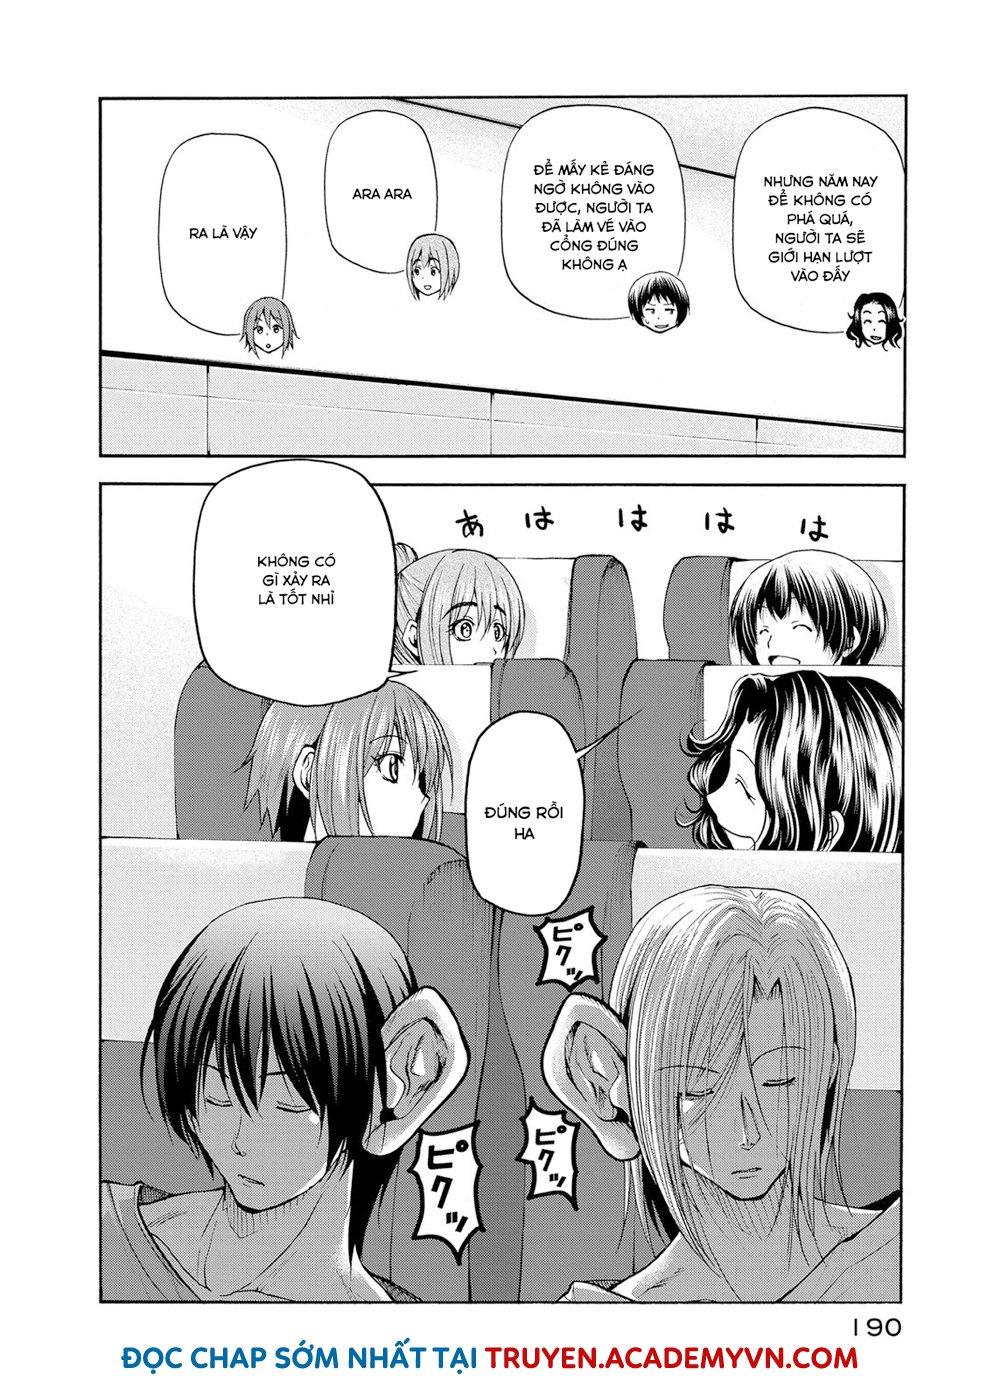 NHƯNG NĂM NAY
ĐỂ KHÔNG CÓ
PHÁ QUÁ,
NGƯỜI TA SẼ
GIỚI HẠN LƯỢT
VÀO ĐẤY
ĐỂ MẤY KẺ ĐÁNG
NGỜ KHÔNG VÀO
ĐƯỢC, NGƯỜI TA
ĐÃ LÀM VÉ VÀO
CỔNG ĐÚNG
KHÔNG Ạ
ARA ARA
RA LÀ VẬY
あははははは
KHÔNG CÓ
GÌ XẢY RA
LÀ TỐT NHỈ
ĐÚNG RỒI
HA
ピクッ
ピクッ
ピクッ
190
ĐỌC CHAP SỚM NHẤT TẠI TRUYEN.ACADEMYVN.COM